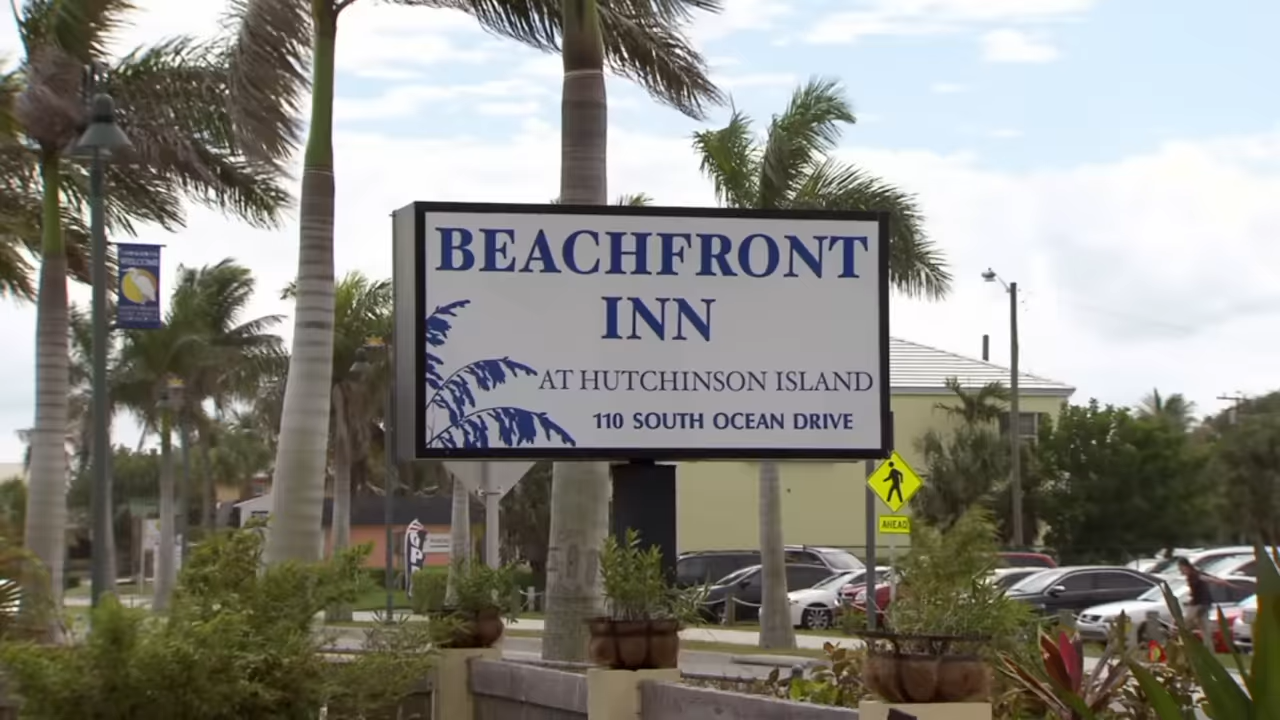 BEACHFRONT
INN
AT HUTCHINSON ISLAND
110 SOUTH OCEAN DRIVE
AHEAD